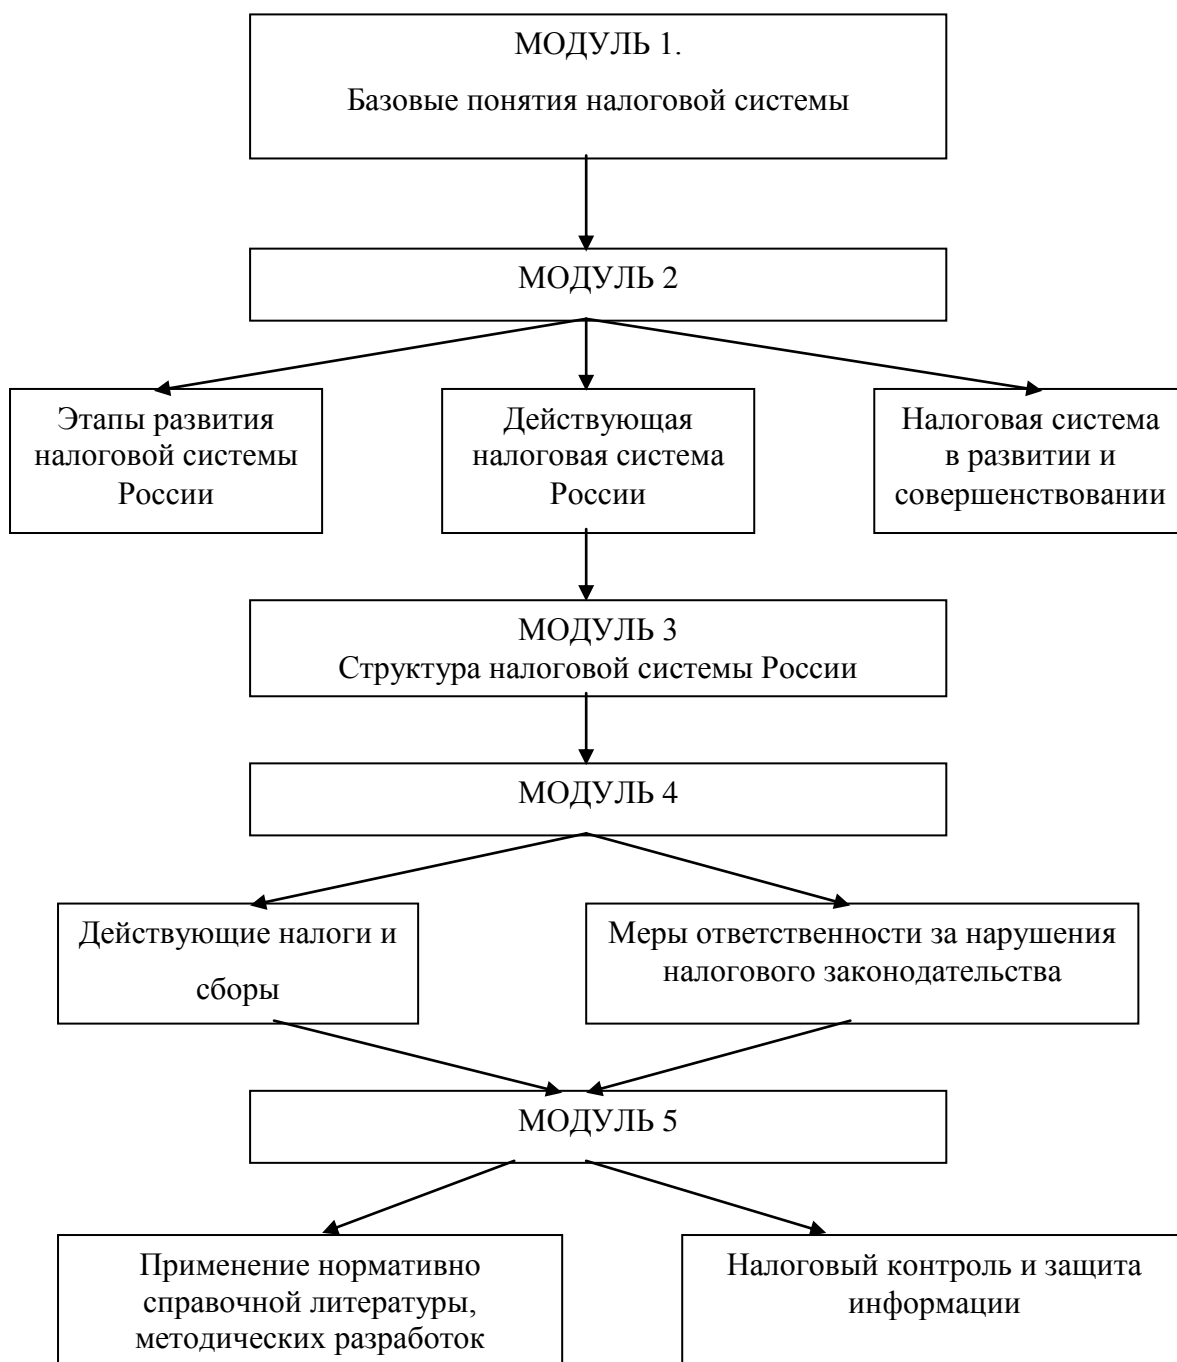 МОДУЛЬ 1.
Базовые понятия налоговой системы
МОДУЛЬ 2
Этапы развития
налоговой системы
России
Действующая
налоговая система
России
Налоговая система
в развитии и
совершенствовании
МОДУЛЬ 3
Структура налоговой системы России
МОДУЛЬ 4
Действующие налоги и
сборы
Меры ответственности за нарушения
налогового законодательства
МОДУЛЬ 5
Применение нормативно
справочной литературы,
методических разработок
Налоговый контроль и защита
информации